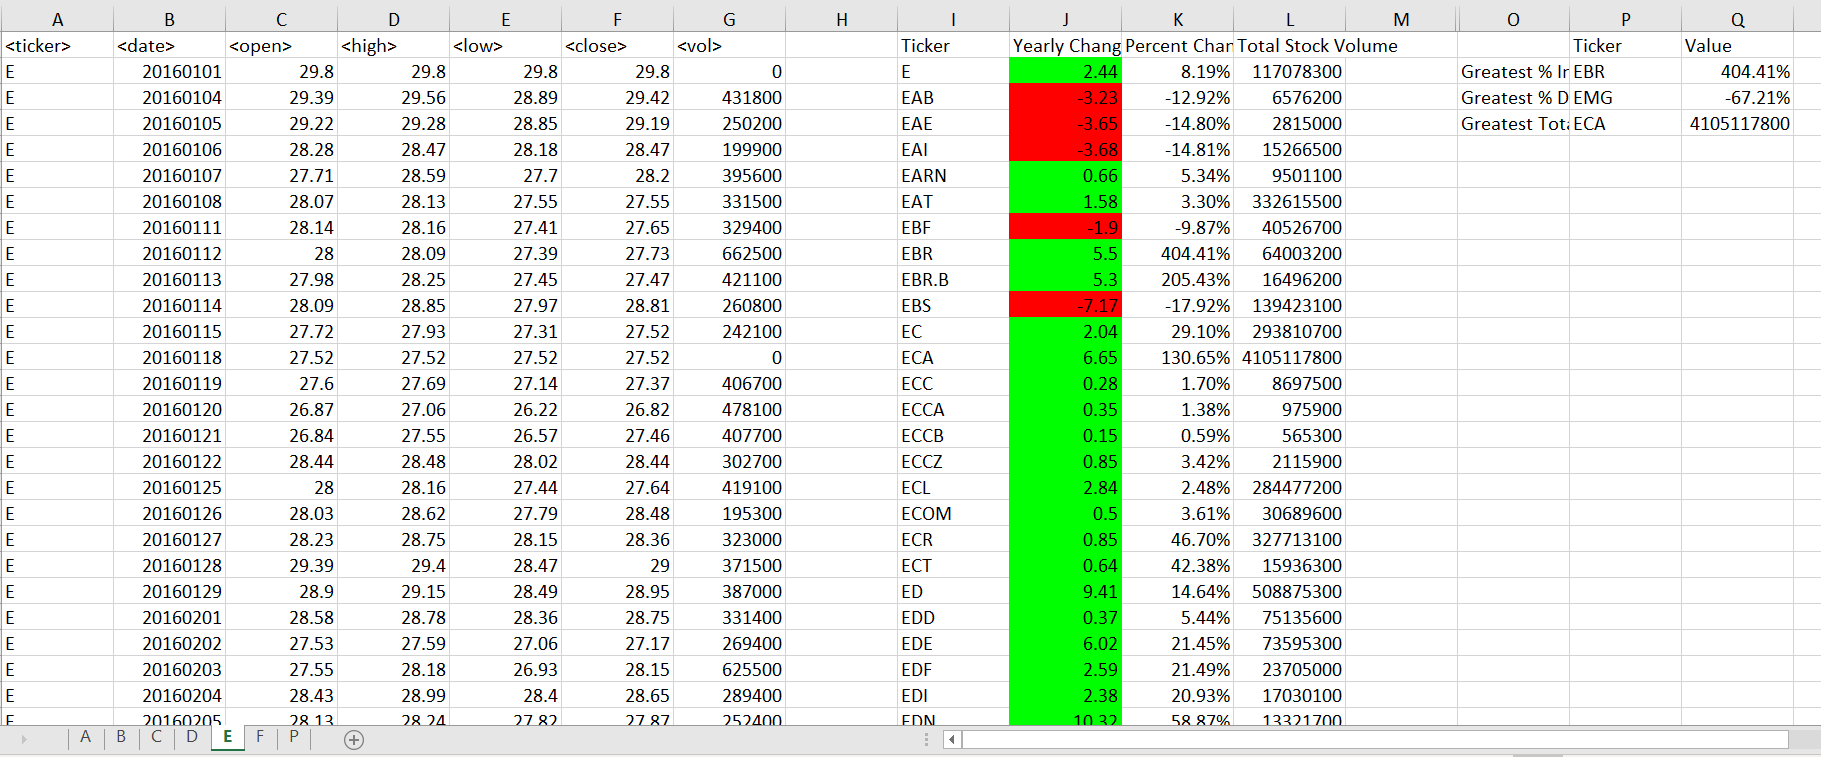 A B C D E F G H I J K L M O P Q
<ticker> <date> <open> <high> <low> <close> <vol> Ticker Yearly Chang Percent Chan Total Stock Volume Ticker Value
E 20160101 29.8 29.8 29.8 29.8 0 E 2.44 8.19% 117078300 Greatest % In EBR 404.41%
E 20160104 29.39 29.56 28.89 29.42 431800 EAB -3.23 -12.92% 6576200 Greatest % D EMG -67.21%
E 20160105 29.22 29.28 28.85 29.19 250200 EAE -3.65 -14.80% 2815000 Greatest Tota ECA 4105117800
E 20160106 28.28 28.47 28.18 28.47 199900 EAI -3.68 -14.81% 15266500
E 20160107 27.71 28.59 27.7 28.2 395600 EARN 0.66 5.34% 9501100
E 20160108 28.07 28.13 27.55 27.55 331500 EAT 1.58 3.30% 332615500
E 20160111 28.14 28.16 27.41 27.65 329400 EBF -1.9 -9.87% 40526700
E 20160112 28 28.09 27.39 27.73 662500 EBR 5.5 404.41% 64003200
E 20160113 27.98 28.25 27.45 27.47 421100 EBR.B 5.3 205.43% 16496200
E 20160114 28.09 28.85 27.97 28.81 260800 EBS -7.17 -17.92% 139423100
E 20160115 27.72 27.93 27.31 27.52 242100 EC 2.04 29.10% 293810700
E 20160118 27.52 27.52 27.52 27.52 0 ECA 6.65 130.65% 4105117800
E 20160119 27.6 27.69 27.14 27.37 406700 ECC 0.28 1.70% 8697500
E 20160120 26.87 27.06 26.22 26.82 478100 ECCA 0.35 1.38% 975900
E 20160121 26.84 27.55 26.57 27.46 407700 ECCB 0.15 0.59% 565300
E 20160122 28.44 28.48 28.02 28.44 302700 ECCZ 0.85 3.42% 2115900
E 20160125 28 28.16 27.44 27.64 419100 ECL 2.84 2.48% 284477200
E 20160126 28.03 28.62 27.79 28.48 195300 ECOM 0.5 3.61% 30689600
E 20160127 28.23 28.75 28.15 28.36 323000 ECR 0.85 46.70% 327713100
E 20160128 29.39 29.4 28.47 29 371500 ECT 0.64 42.38% 15936300
E 20160129 28.9 29.15 28.49 28.95 387000 ED 9.41 14.64% 508875300
E 20160201 28.58 28.78 28.36 28.75 331400 EDD 0.37 5.44% 75135600
E 20160202 27.53 27.59 27.06 27.17 269400 EDE 6.02 21.45% 73595300
E 20160203 27.55 28.18 26.93 28.15 625500 EDF 2.59 21.49% 23705000
E 20160204 28.43 28.99 28.4 28.65 289400 EDI 2.38 20.93% 17030100
E 20160205 28.13 28.24 27.82 27.87 252400 EDN 10.32 58.87% 13321700
A B C D E F P